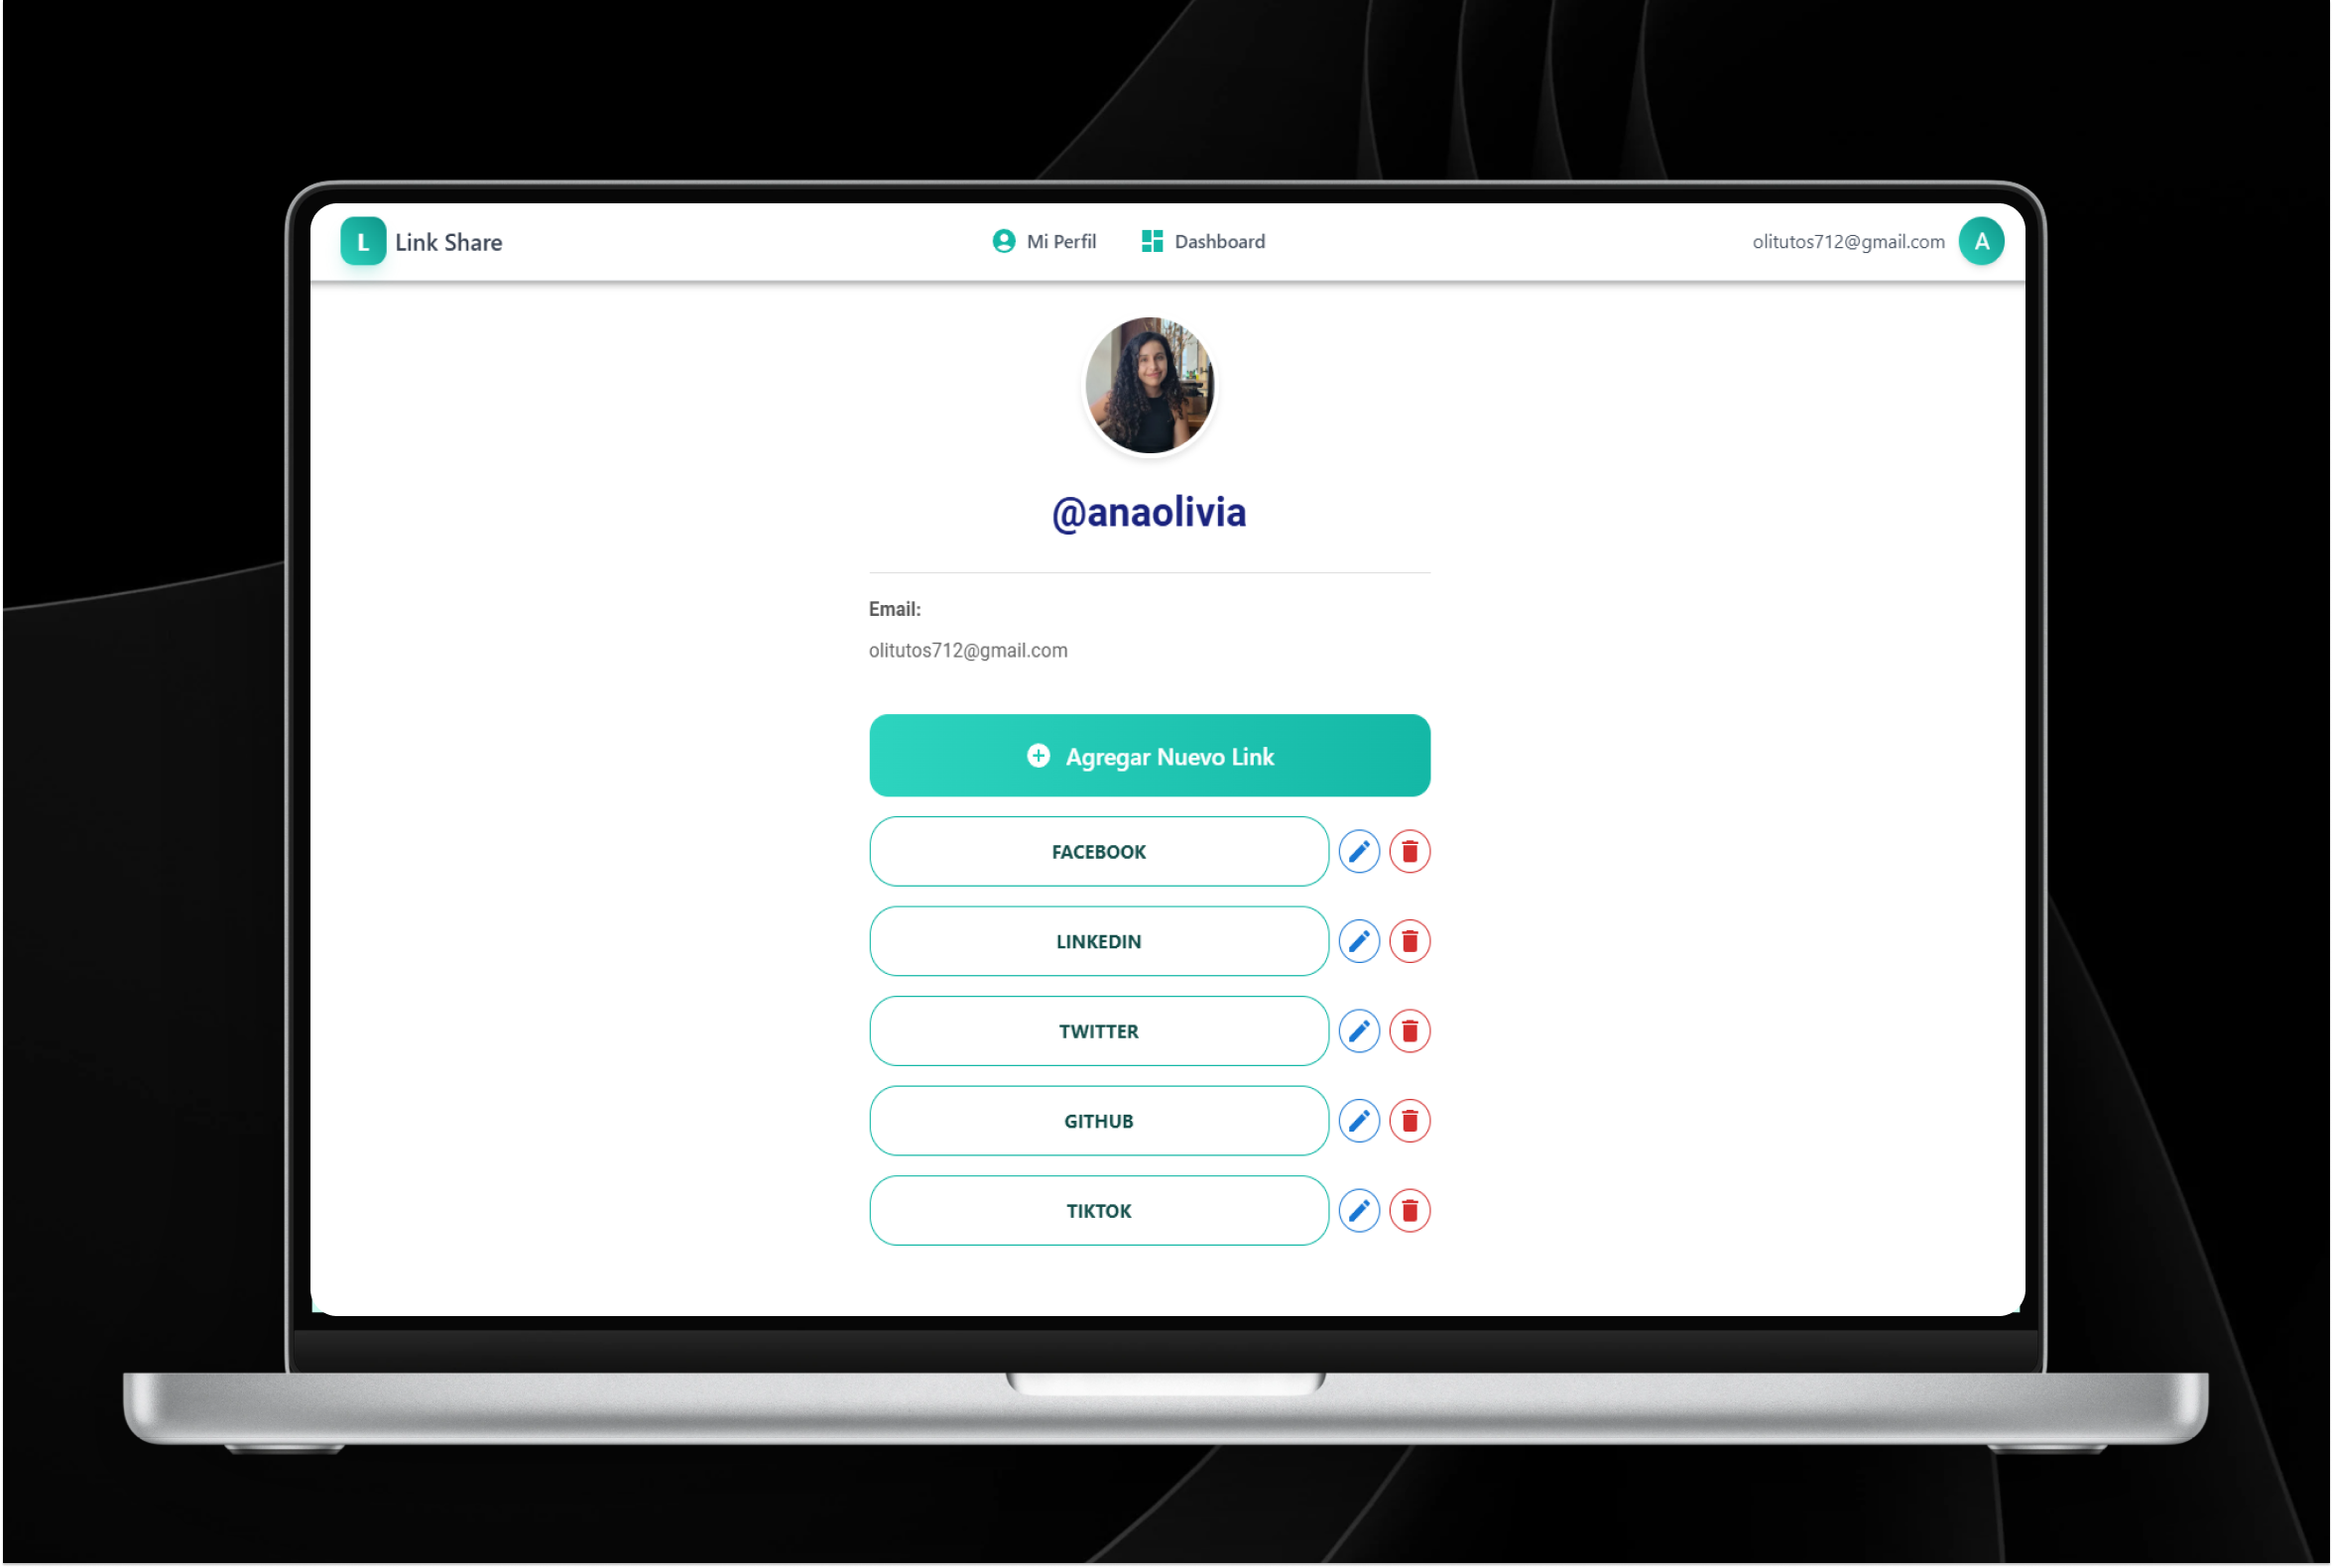 L Link Share
Mi Perfil
Dashboard
olitutos712@gmail.com
A
@anaolivia
Email:
olitutos712@gmail.com
Agregar Nuevo Link
FACEBOOK
LINKEDIN
TWITTER
GITHUB
TIKTOK